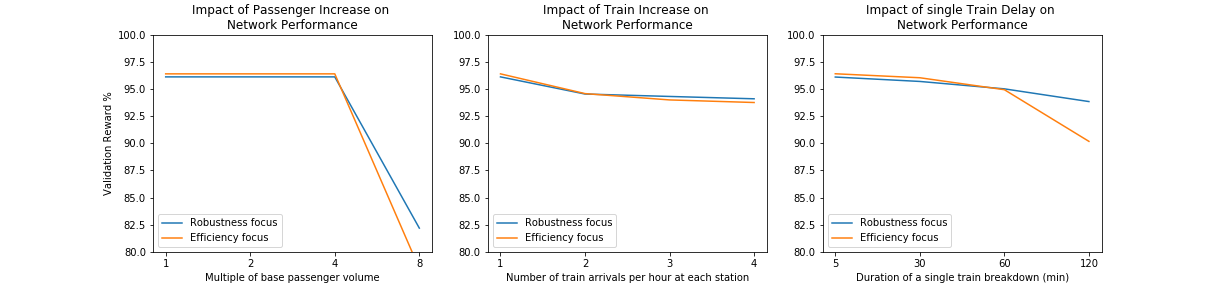 Impact of Passenger Increase on
Network Performance
100.0
97.5
95.0
92.5
90.0
87.5
85.0
82.5
80.0
Validation Reward %
Robustness focus
Efficiency focus
1 2 4 8
Multiple of base passenger volume
Impact of Train Increase on
Network Performance
100.0
97.5
95.0
92.5
90.0
87.5
85.0
82.5
80.0
Robustness focus
Efficiency focus
1 2 3 4
Number of train arrivals per hour at each station
Impact of single Train Delay on
Network Performance
100.0
97.5
95.0
92.5
90.0
87.5
85.0
82.5
80.0
Robustness focus
Efficiency focus
5 30 60 120
Duration of a single train breakdown (min)